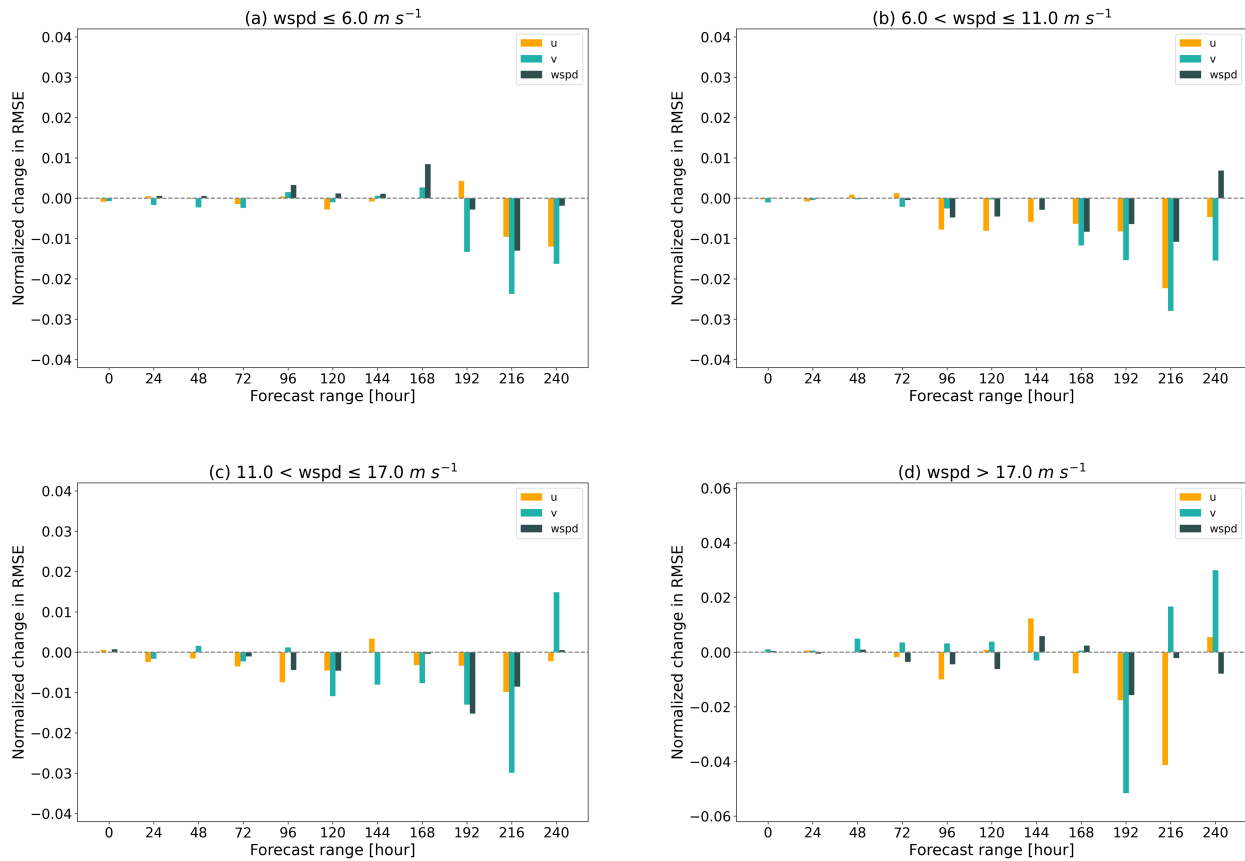 (a) wspd ≤ 6.0 m s⁻¹
0.04
0.03
0.02
0.01
0.00
−0.01
−0.02
−0.03
−0.04
Normalized change in RMSE
u
v
wspd
0 24 48 72 96 120 144 168 192 216 240
Forecast range [hour]
(b) 6.0 < wspd ≤ 11.0 m s⁻¹
0.04
0.03
0.02
0.01
0.00
−0.01
−0.02
−0.03
−0.04
Normalized change in RMSE
u
v
wspd
0 24 48 72 96 120 144 168 192 216 240
Forecast range [hour]
(c) 11.0 < wspd ≤ 17.0 m s⁻¹
0.04
0.03
0.02
0.01
0.00
−0.01
−0.02
−0.03
−0.04
Normalized change in RMSE
u
v
wspd
0 24 48 72 96 120 144 168 192 216 240
Forecast range [hour]
(d) wspd > 17.0 m s⁻¹
0.06
0.04
0.02
0.00
−0.02
−0.04
−0.06
Normalized change in RMSE
u
v
wspd
0 24 48 72 96 120 144 168 192 216 240
Forecast range [hour]